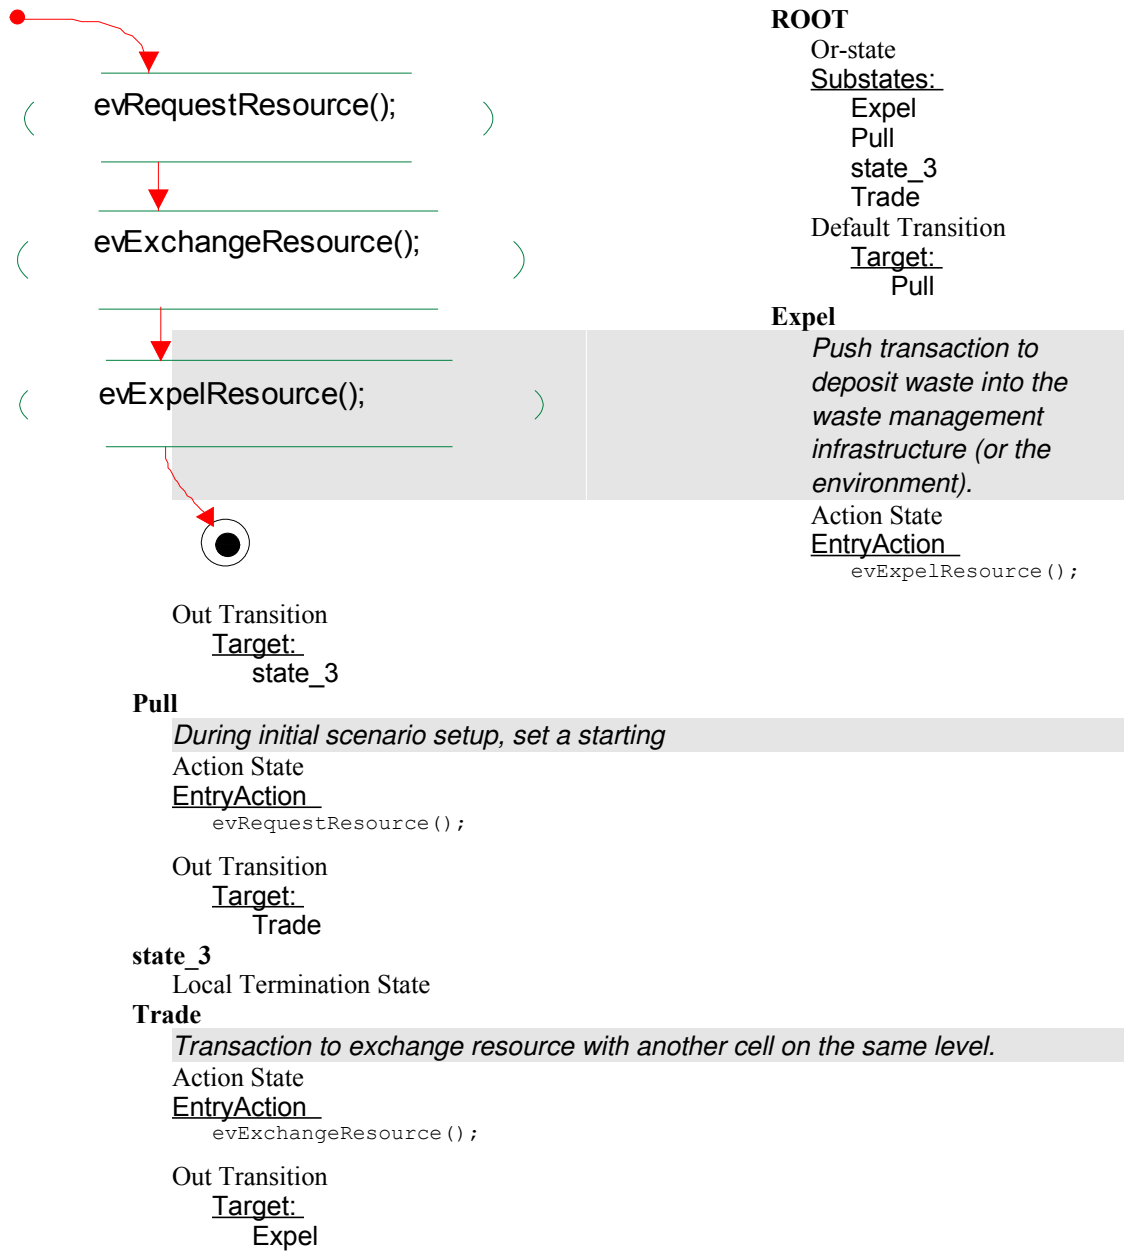 evRequestResource();
evExchangeResource();
evExpelResource();
ROOT
Or-state
Substates:
Expel
Pull
state_3
Trade
Default Transition
Target:
Pull
Expel
Push transaction to
deposit waste into the
waste management
infrastructure (or the
environment).
Action State
EntryAction
evExpelResource();
Out Transition
Target:
state_3
Pull
During initial scenario setup, set a starting
Action State
EntryAction
evRequestResource();
Out Transition
Target:
Trade
state_3
Local Termination State
Trade
Transaction to exchange resource with another cell on the same level.
Action State
EntryAction
evExchangeResource();
Out Transition
Target:
Expel